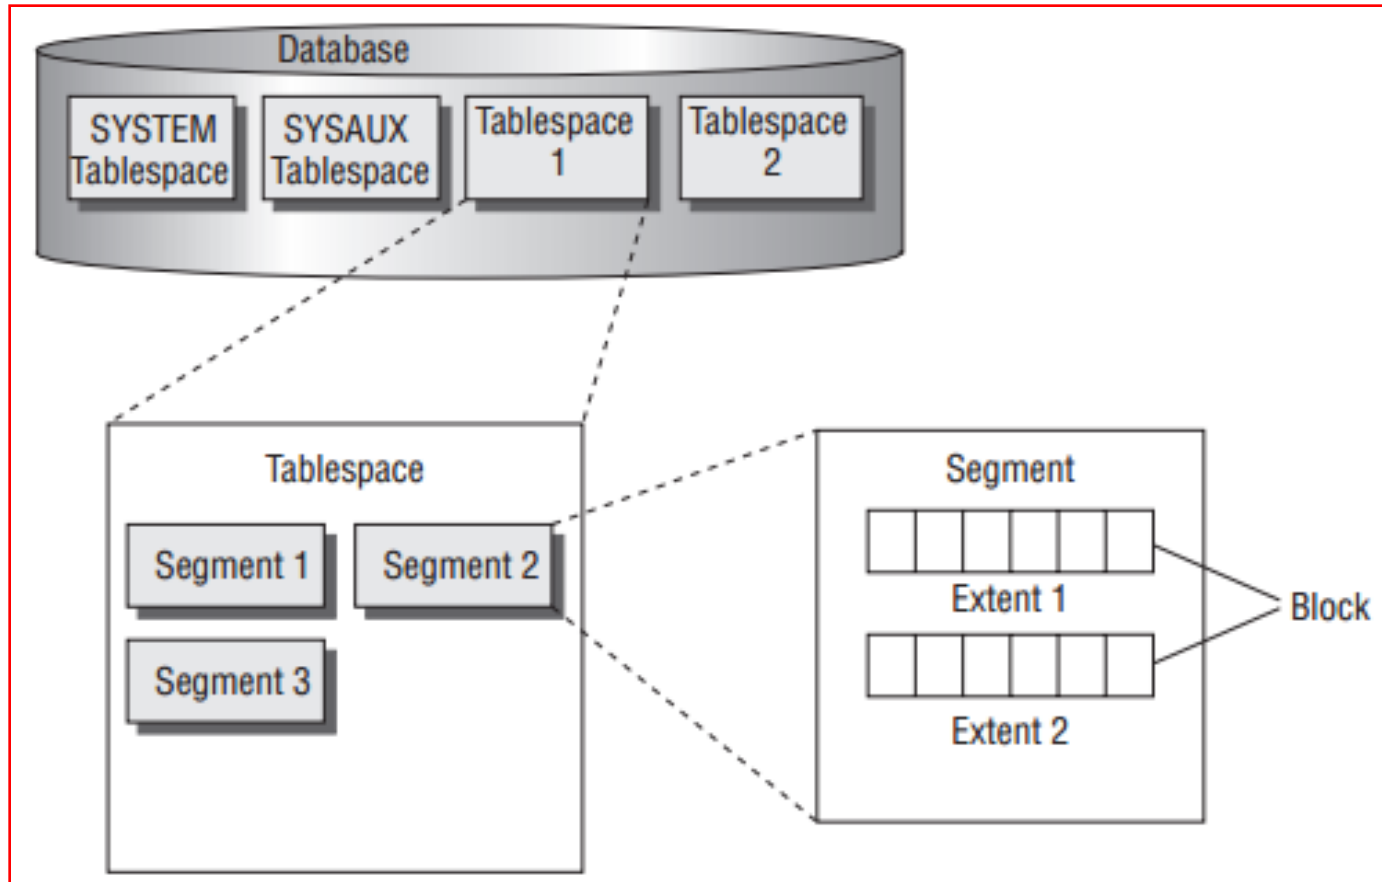 Database
SYSTEM
Tablespace
SYSAUX
Tablespace
Tablespace
1
Tablespace
2
Tablespace
Segment 1
Segment 2
Segment 3
Segment
Extent 1
Extent 2
Block